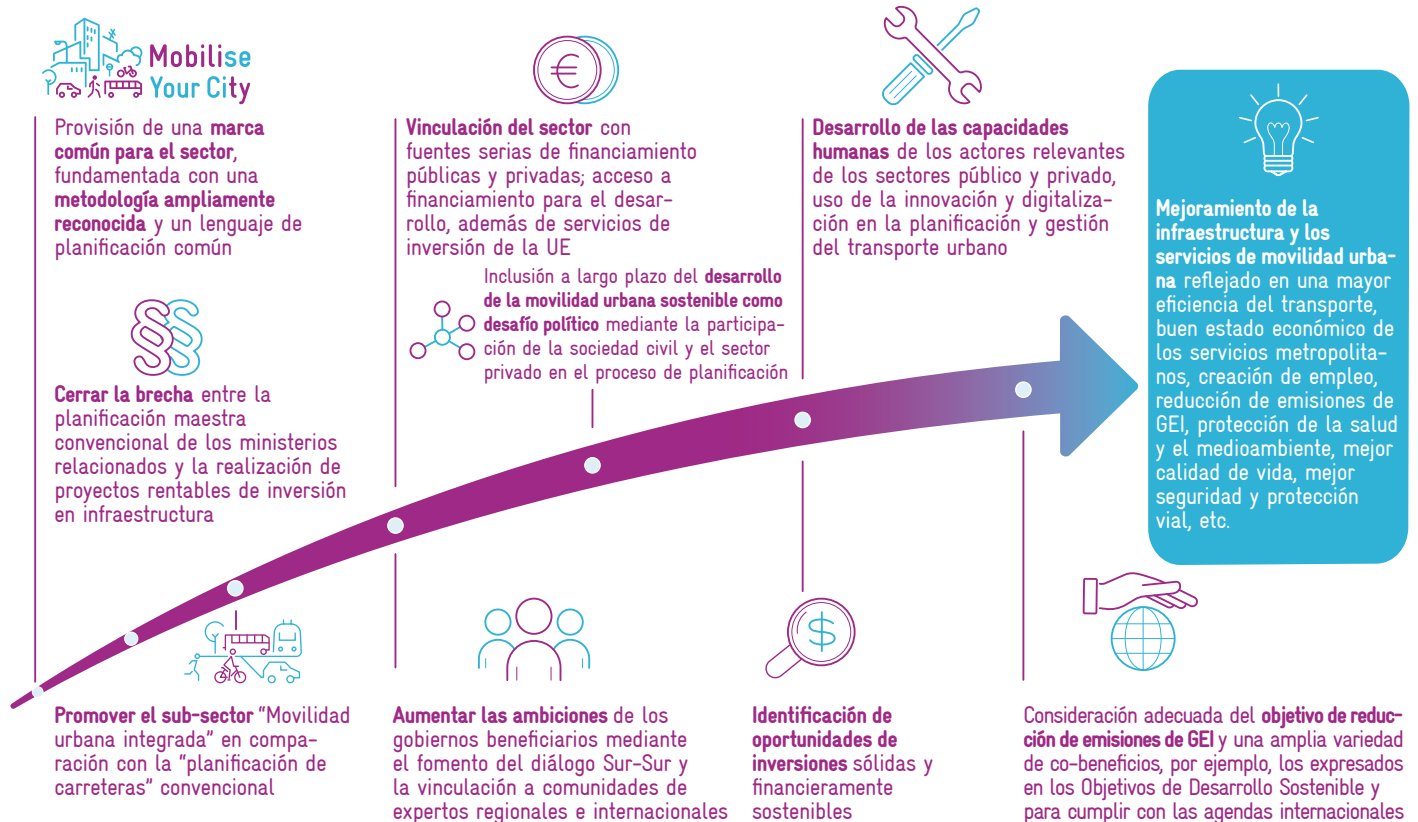 Mobilise
Your City
Provisión de una marca
común para el sector,
fundamentada con una
metodología ampliamente
reconocida y un lenguaje de
planificación común
§§
Cerrar la brecha entre la
planificación maestra
convencional de los ministerios
relacionados y la realización de
proyectos rentables de inversión
en infraestructura
Promover el sub-sector "Movilidad
urbana integrada" en compa-
ración con la "planificación de
carreteras" convencional
€
Vinculación del sector con
fuentes serias de financiamiento
públicas y privadas; acceso a
financiamiento para el desar-
rollo, además de servicios de
inversión de la UE
Inclusión a largo plazo del desarrollo
de la movilidad urbana sostenible como
desafío político mediante la participa-
ción de la sociedad civil y el sector
privado en el proceso de planificación
Aumentar las ambiciones de los
gobiernos beneficiarios mediante
el fomento del diálogo Sur-Sur y
la vinculación a comunidades de
expertos regionales e internacionales
Desarrollo de las capacidades
humanas de los actores relevantes
de los sectores público y privado,
uso de la innovación y digitaliza-
ción en la planificación y gestión
del transporte urbano
$
Identificación de
oportunidades de
inversiones sólidas y
financieramente
sostenibles
Consideración adecuada del objetivo de reduc-
ción de emisiones de GEI y una amplia variedad
de co-beneficios, por ejemplo, los expresados
en los Objetivos de Desarrollo Sostenible y
para cumplir con las agendas internacionales
Mejoramiento de la
infraestructura y los
servicios de movilidad urba-
na reflejado en una mayor
eficiencia del transporte,
buen estado económico de
los servicios metropolita-
nos, creación de empleo,
reducción de emisiones de
GEI, protección de la salud
y el medioambiente, mejor
calidad de vida, mejor
seguridad y protección
vial, etc.